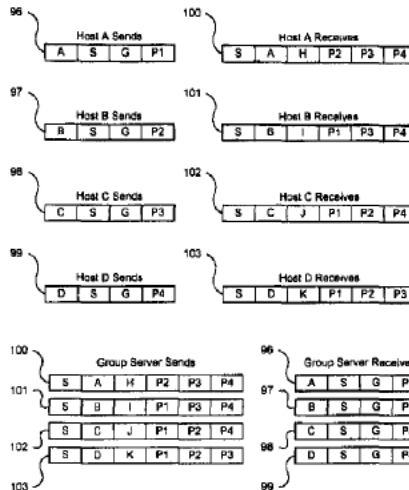 96
Host A Sends
A S G P1
100
Host A Receives
S A H P2 P3 P4
97
Host B Sends
B S G P2
101
Host B Receives
S B I P1 P3 P4
98
Host C Sends
C S G P3
102
Host C Receives
S C J P1 P2 P4
99
Host D Sends
D S G P4
103
Host D Receives
S D K P1 P2 P3
100
Group Server Sends
S A H P2 P3 P4
101
S B I P1 P3 P4
102
S C J P1 P2 P4
103
S D K P1 P2 P3
96
Group Server Receive
A S G P
97
B S G P
98
C S G P
99
D S G P